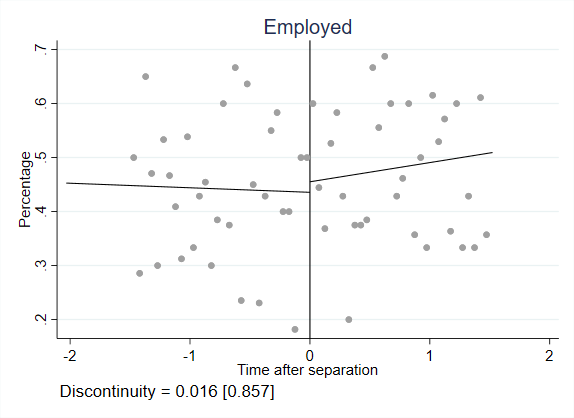 Employed
Percentage
.7
.6
.5
.4
.3
.2
-2 -1 0 1 2
Time after separation
Discontinuity = 0.016 [0.857]